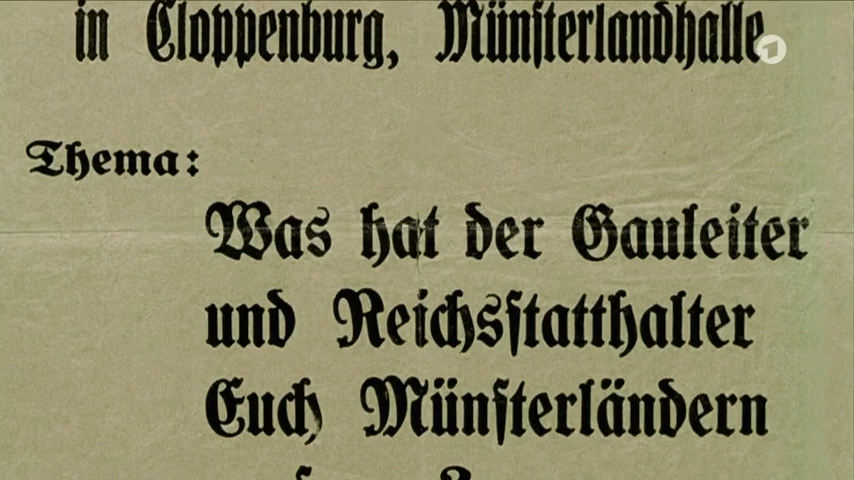 in Cloppenburg, Münsterlandhalle
Thema:
Was hat der Gauleiter
und Reichsstatthalter
Euch Münsterländern